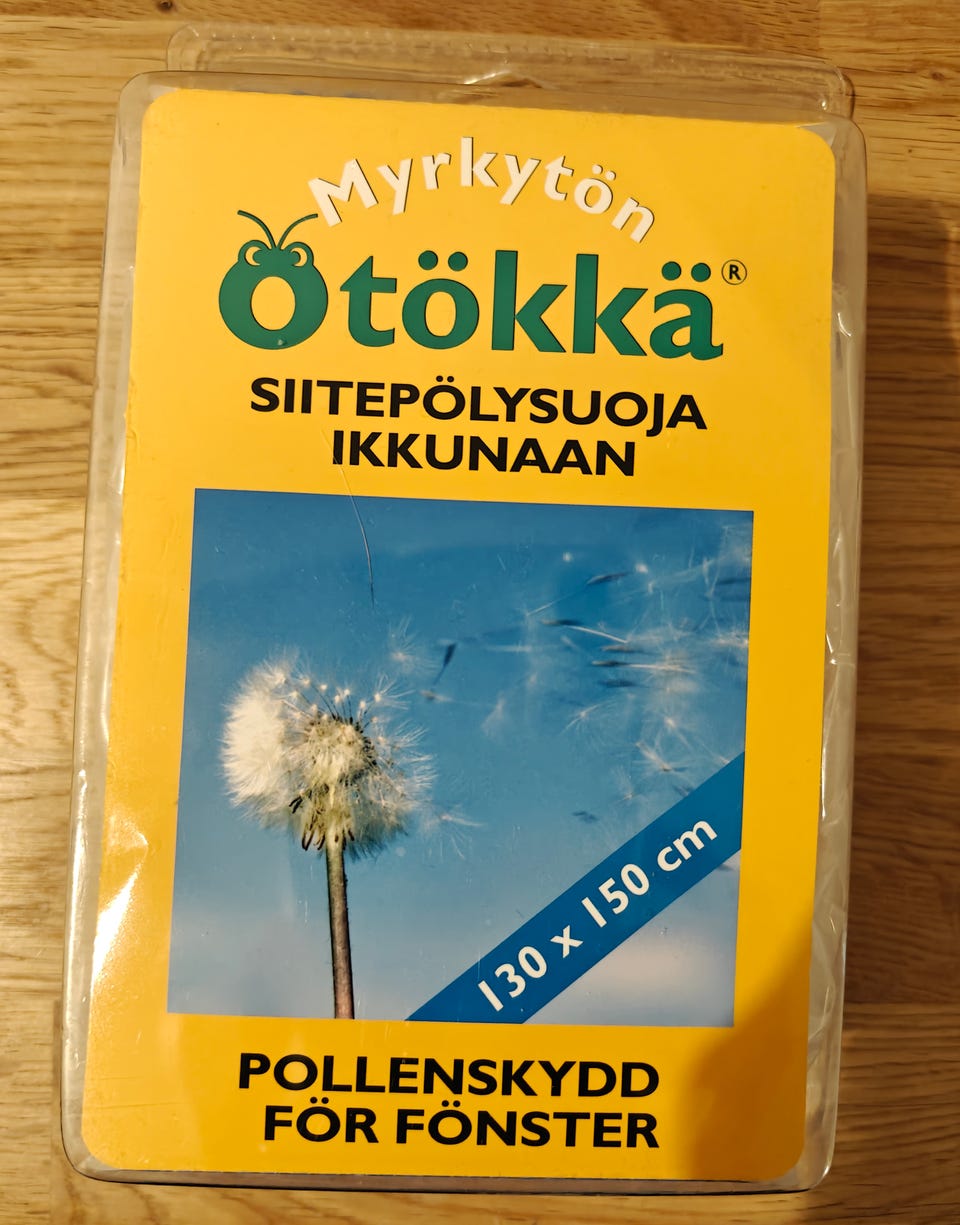 Myrkytön
Ötökkä®
SIITEPÖLYSUOJA
IKKUNAAN
130 x 150 cm
POLLENSKYDD
FÖR FÖNSTER